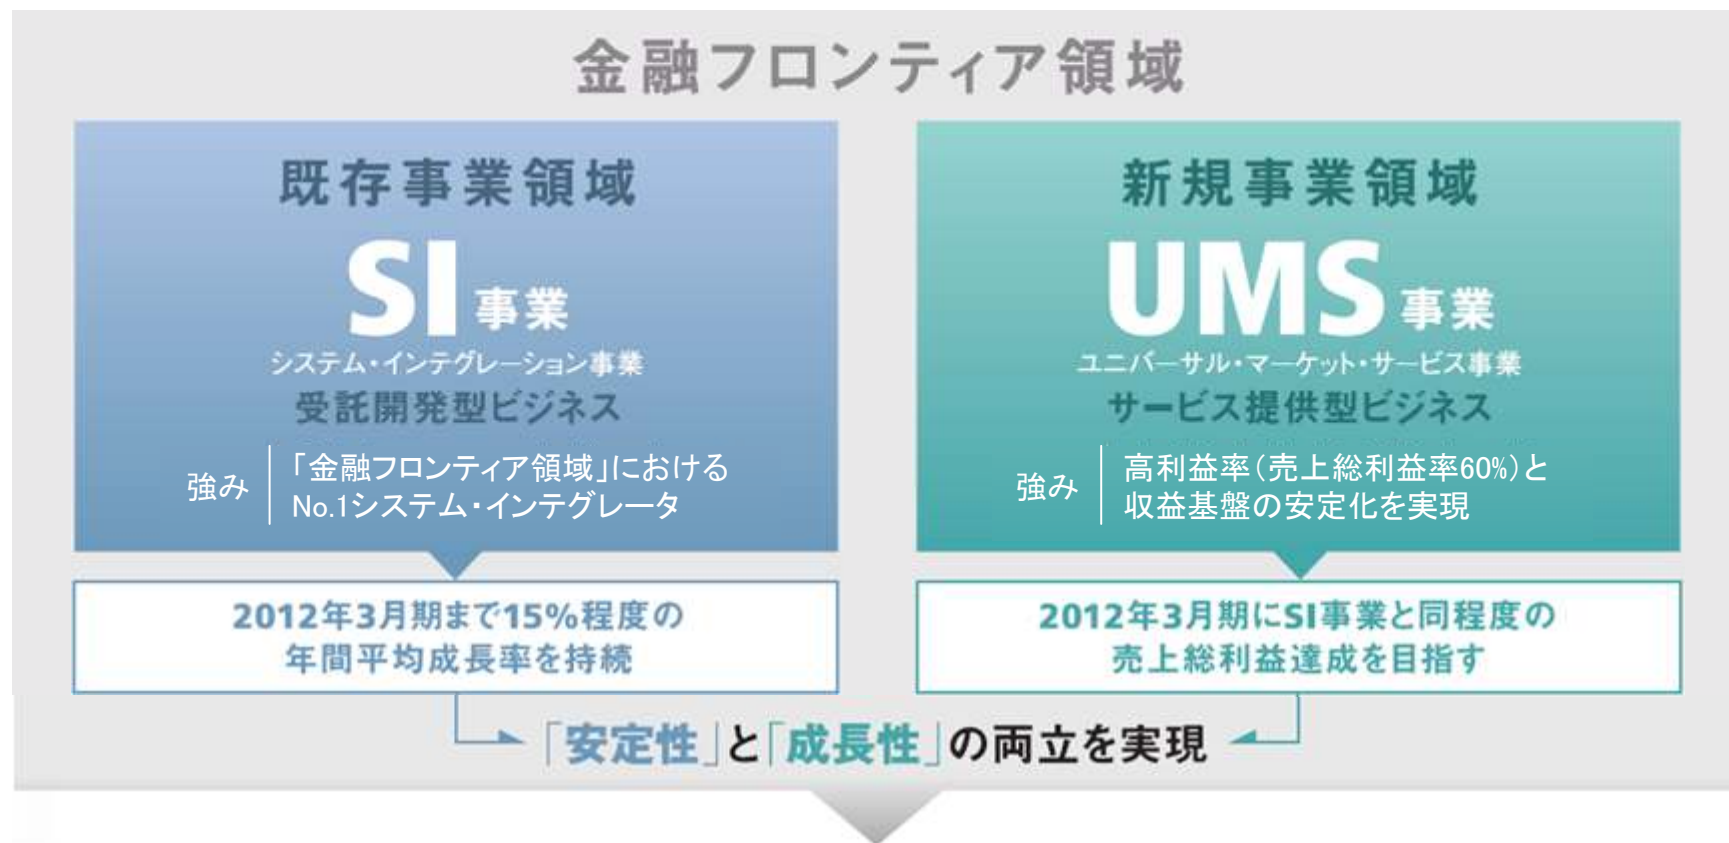 金融フロンティア領域
既存事業領域
SI事業
システム・インテグレーション事業
受託開発型ビジネス
強み
「金融フロンティア領域」における
No.1システム・インテグレータ
2012年3月期まで15%程度の
年間平均成長率を持続
新規事業領域
UMS事業
ユニバーサル・マーケット・サービス事業
サービス提供型ビジネス
強み
高利益率(売上総利益率60%)と
収益基盤の安定化を実現
2012年3月期にSI事業と同程度の
売上総利益達成を目指す
「安定性」と「成長性」の両立を実現